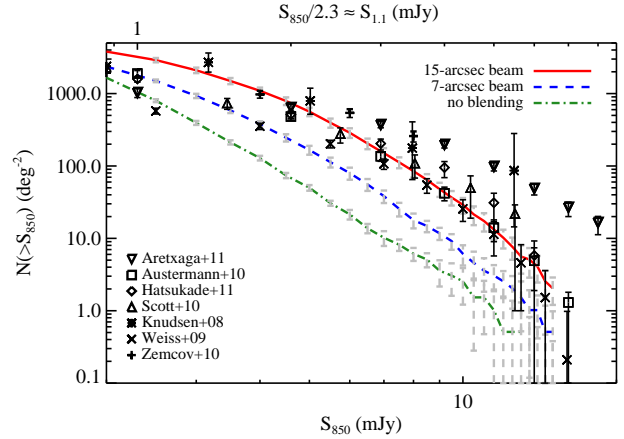 S850/2.3 ≈ S1.1 (mJy)
1
15-arcsec beam
7-arcsec beam
no blending
1000.0
100.0
10.0
1.0
0.1
N(>S850) (deg-2)
Aretxaga+11
Austermann+10
Hatsukade+11
Scott+10
Knudsen+08
Weiss+09
Zemcov+10
10
S850 (mJy)